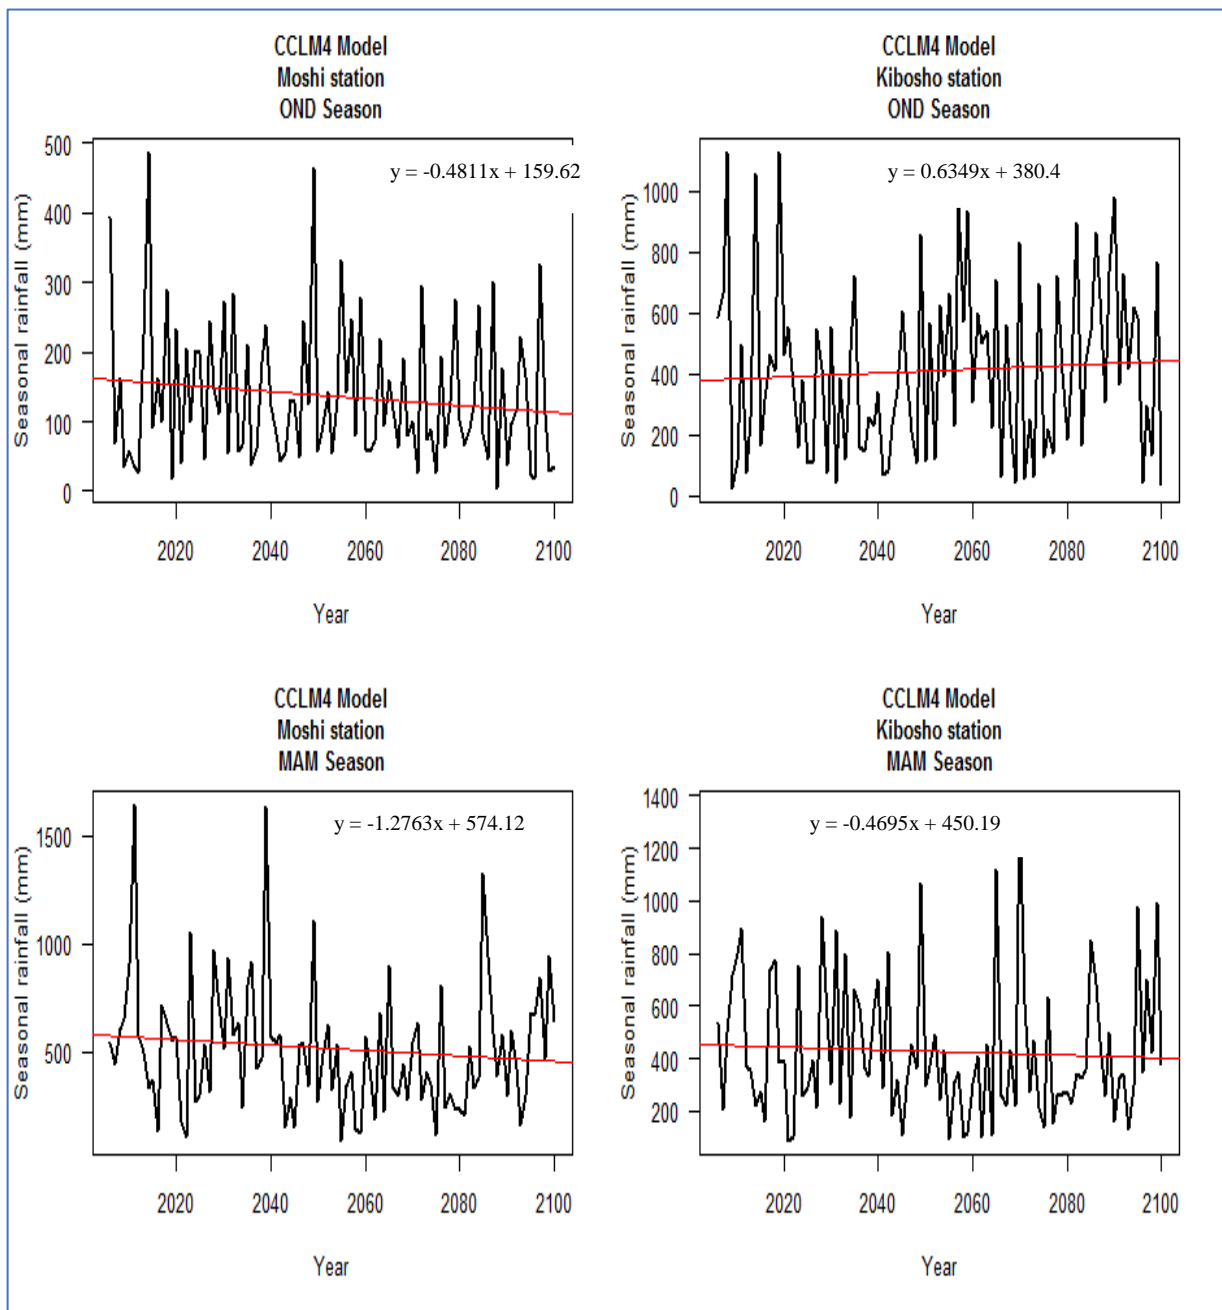 CCLM4 Model
Moshi station
OND Season
y = -0.4811x + 159.62
Seasonal rainfall (mm)
500
400
300
200
100
0
2020 2040 2060 2080 2100
Year
CCLM4 Model
Kibosho station
OND Season
y = 0.6349x + 380.4
Seasonal rainfall (mm)
1000
800
600
400
200
0
2020 2040 2060 2080 2100
Year
CCLM4 Model
Moshi station
MAM Season
y = -1.2763x + 574.12
Seasonal rainfall (mm)
1500
1000
500
2020 2040 2060 2080 2100
Year
CCLM4 Model
Kibosho station
MAM Season
y = -0.4695x + 450.19
Seasonal rainfall (mm)
1400
1200
1000
800
600
400
200
2020 2040 2060 2080 2100
Year